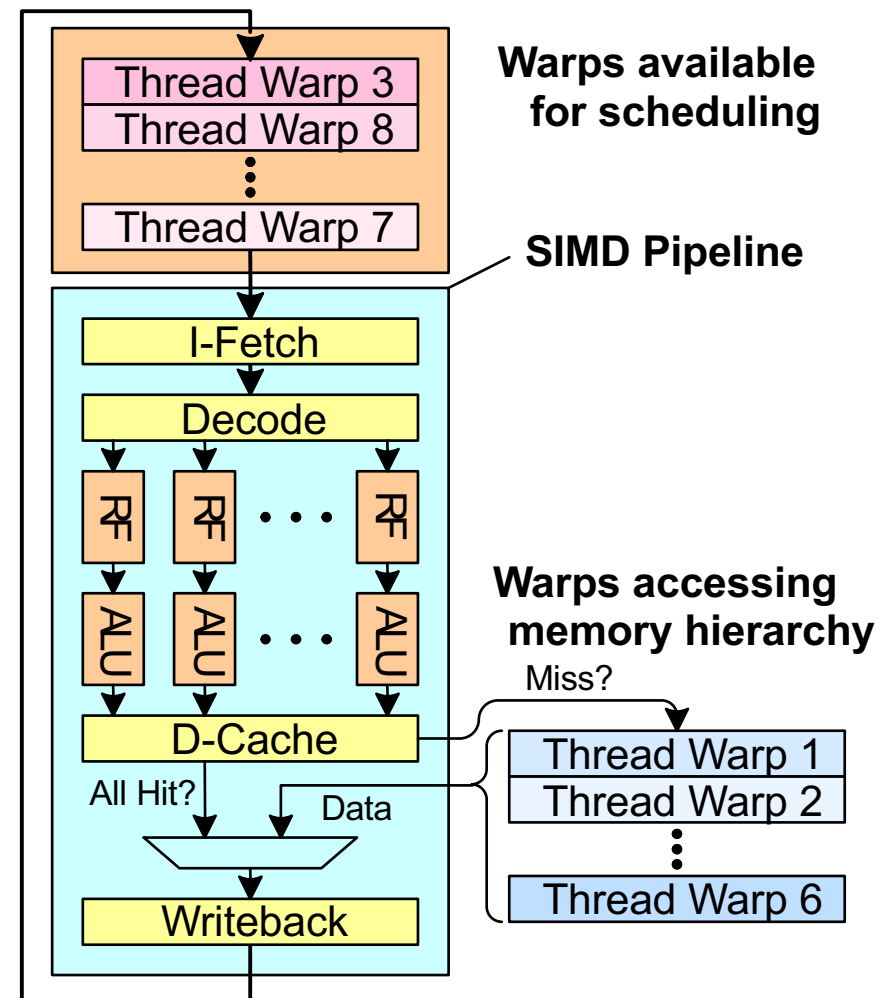 Thread Warp 3
Thread Warp 8
Thread Warp 7
Warps available
for scheduling
SIMD Pipeline
I-Fetch
Decode
RF
RF
RF
ALU
ALU
ALU
Warps accessing
memory hierarchy
Miss?
D-Cache
All Hit?
Data
Thread Warp 1
Thread Warp 2
Thread Warp 6
Writeback